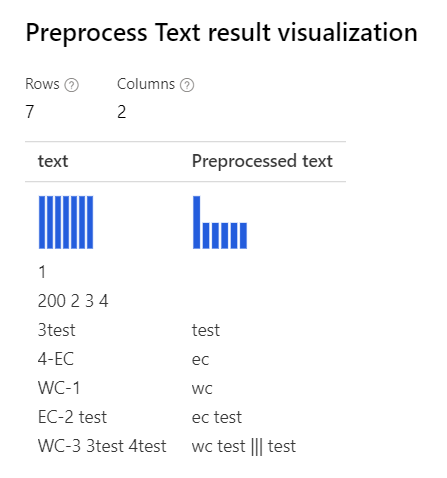 Preprocess Text result visualization
Rows ? Columns ?
7 2
text Preprocessed text
1
200 2 3 4
3test test
4-EC ec
WC-1 wc
EC-2 test ec test
WC-3 3test 4test wc test ||| test